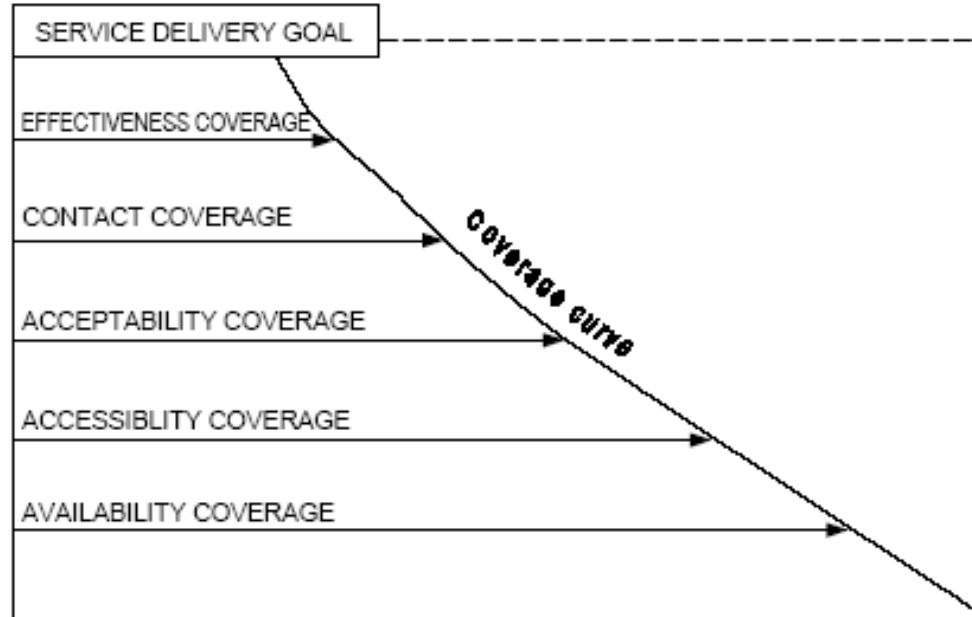 SERVICE DELIVERY GOAL
EFFECTIVENESS COVERAGE
CONTACT COVERAGE
Coverage curve
ACCEPTABILITY COVERAGE
ACCESSIBLITY COVERAGE
AVAILABILITY COVERAGE